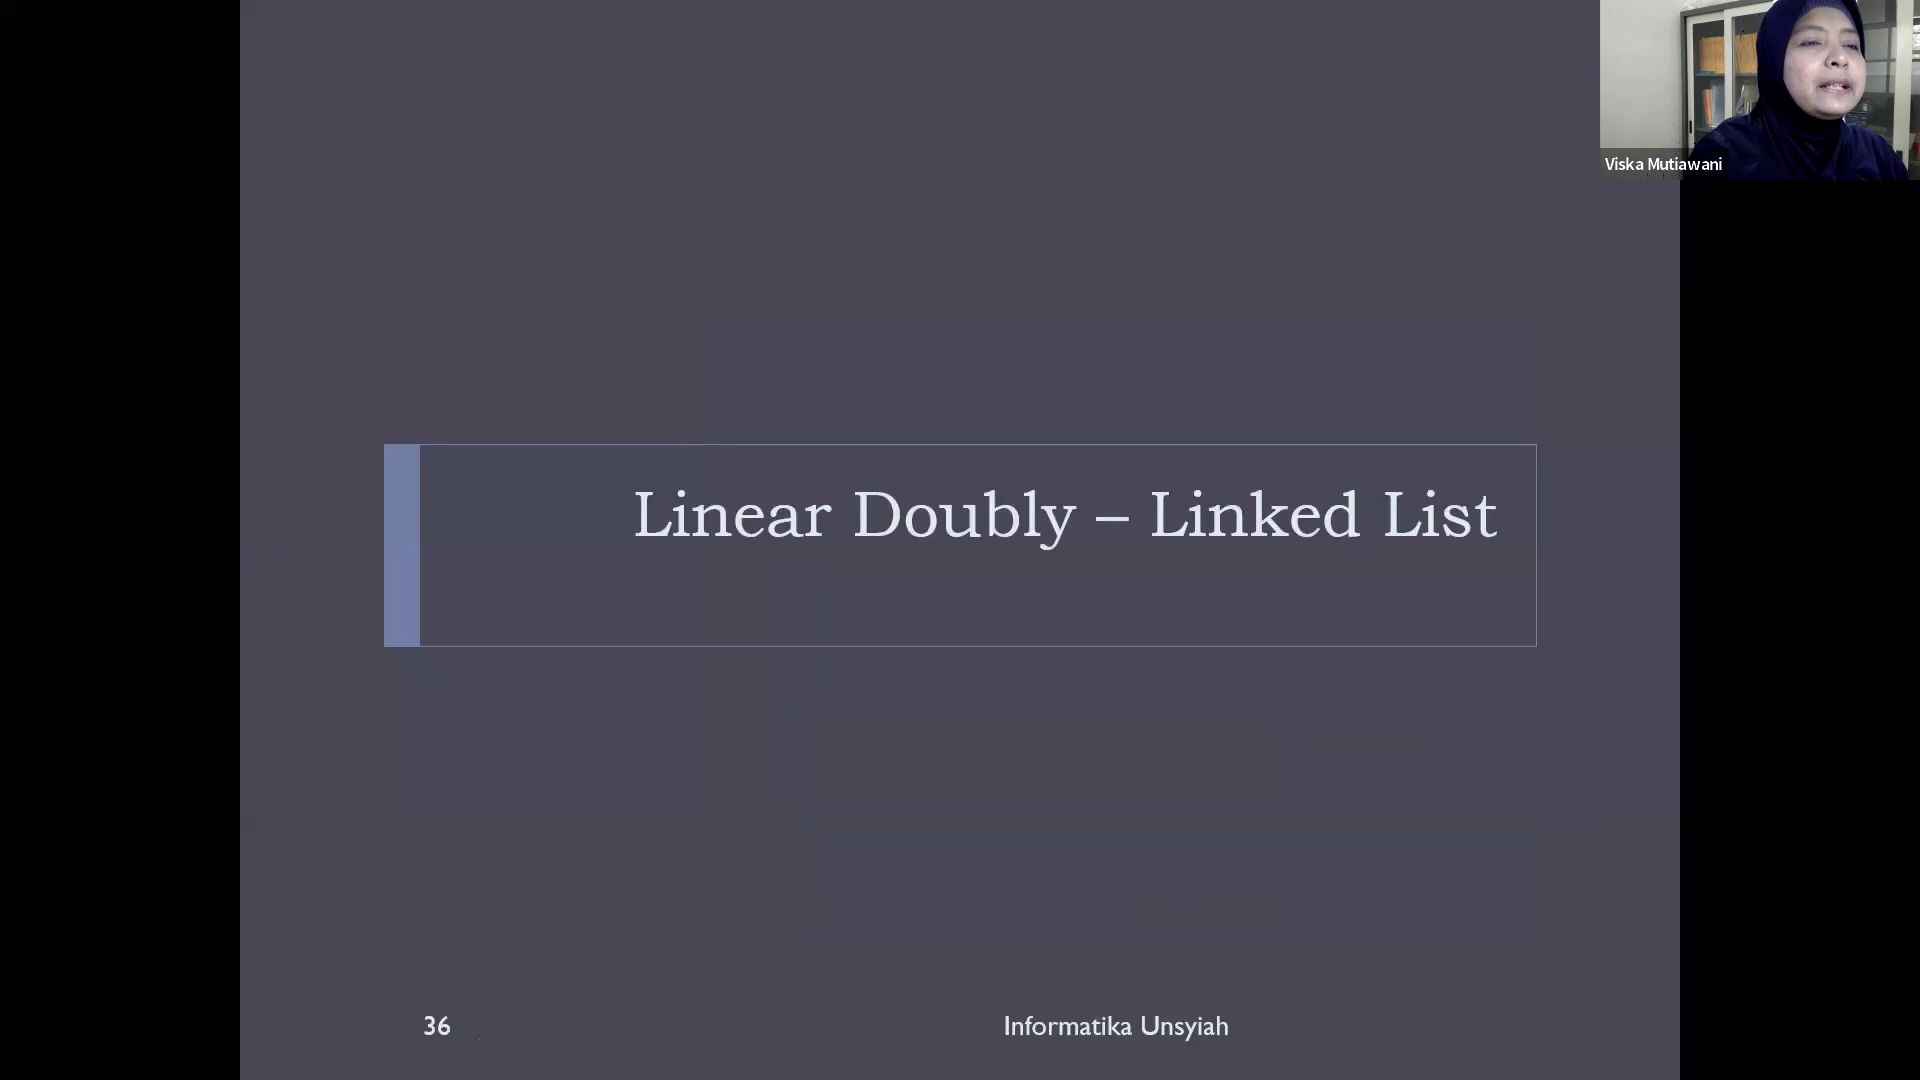 Viska Mutiawani
Linear Doubly – Linked List
36
Informatika Unsyiah